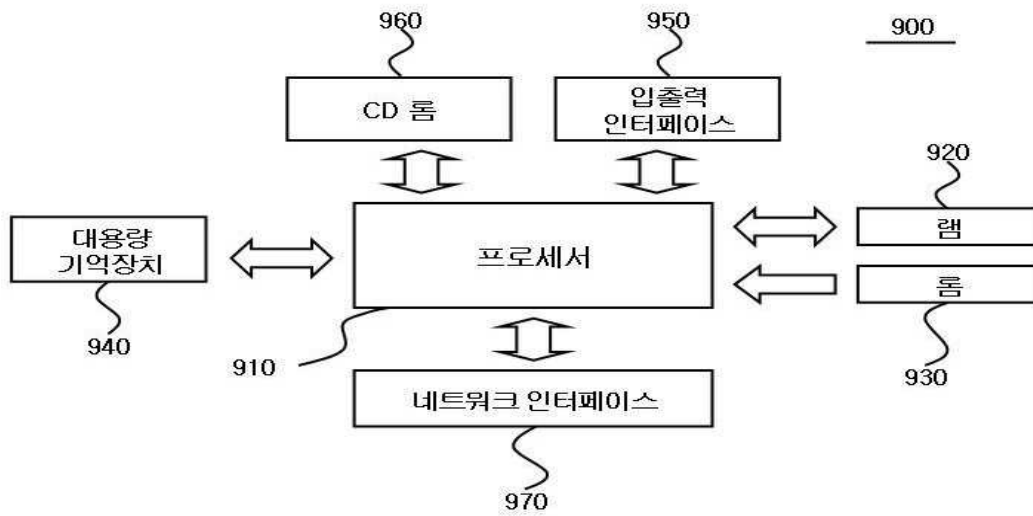 960
950
900
CD 롬
입출력
인터페이스
920
대용량
기억장치
프로세서
램
롬
940
910
930
네트워크 인터페이스
970